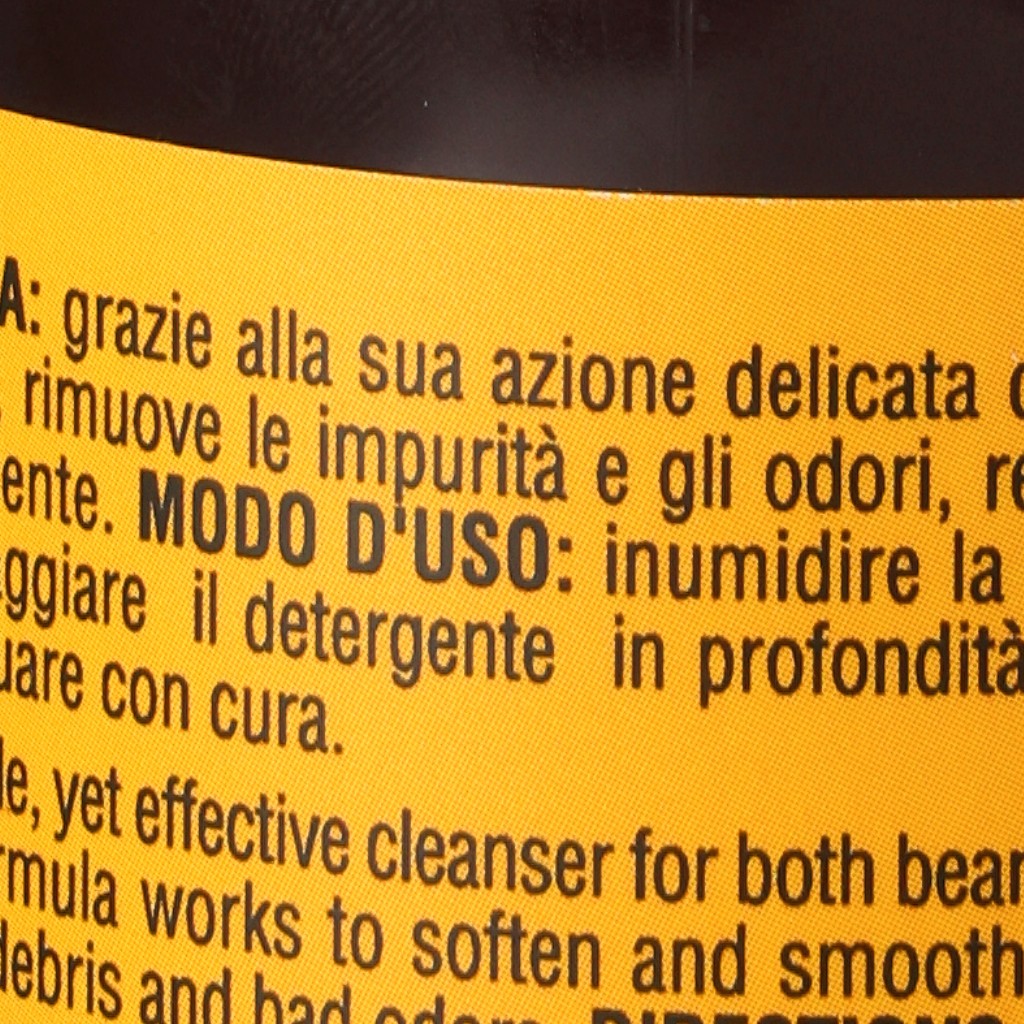 A: grazie alla sua azione delicata
rimuove le impurità e gli odori,
ente. MODO D'USO: inumidire la
ggiare il detergente in profondità
uare con cura.
le, yet effective cleanser for both bear
rmula works to soften and smooth
debris and bad odors. DIRECTIONS